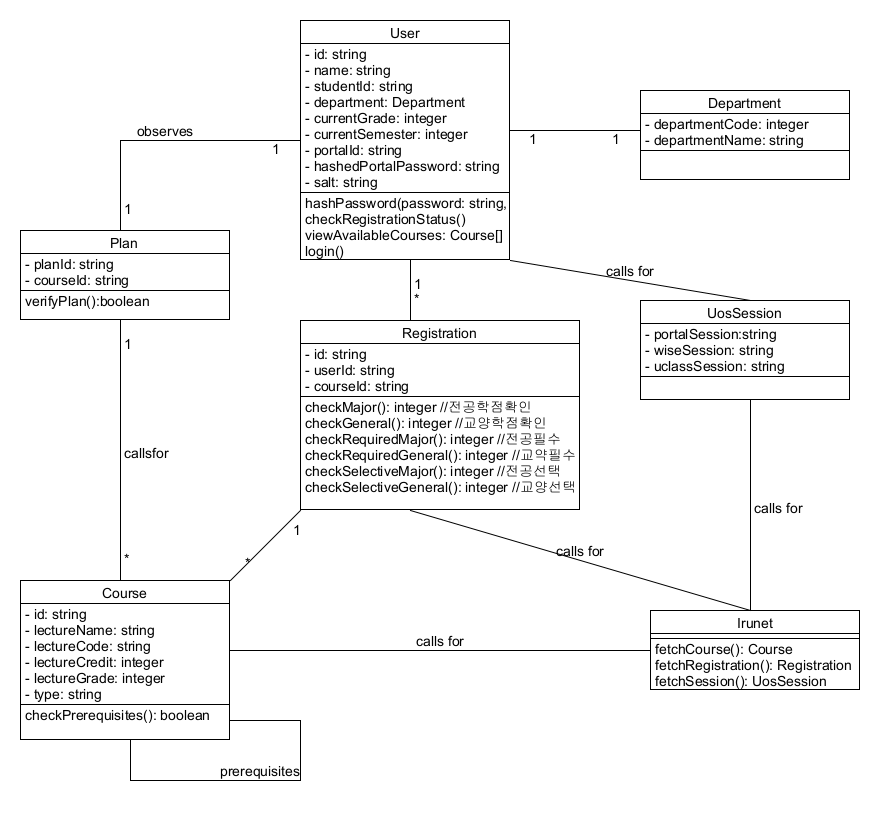 User
- id: string
- name: string
- studentId: string
- department: Department
- currentGrade: integer
- currentSemester: integer
- portalId: string
- hashedPortalPassword: string
- salt: string
hashPassword(password: string,
checkRegistrationStatus()
viewAvailableCourses: Course[]
login()
Department
- departmentCode: integer
- departmentName: string
observes
1
1
1
1
Plan
- planId: string
- courseId: string
verifyPlan():boolean
calls for
1
*
UosSession
- portalSession:string
- wiseSession: string
- uclassSession: string
Registration
- id: string
- userId: string
- courseId: string
checkMajor(): integer //전공학점확인
checkGeneral(): integer //교양학점확인
checkRequiredMajor(): integer //전공필수
checkRequiredGeneral(): integer //교약필수
checkSelectiveMajor(): integer //전공선택
checkSelectiveGeneral(): integer //교양선택
1
callsfor
*
1
*
calls for
calls for
Course
- id: string
- lectureName: string
- lectureCode: string
- lectureCredit: integer
- lectureGrade: integer
- type: string
checkPrerequisites(): boolean
calls for
Irunet
fetchCourse(): Course
fetchRegistration(): Registration
fetchSession(): UosSession
prerequisites